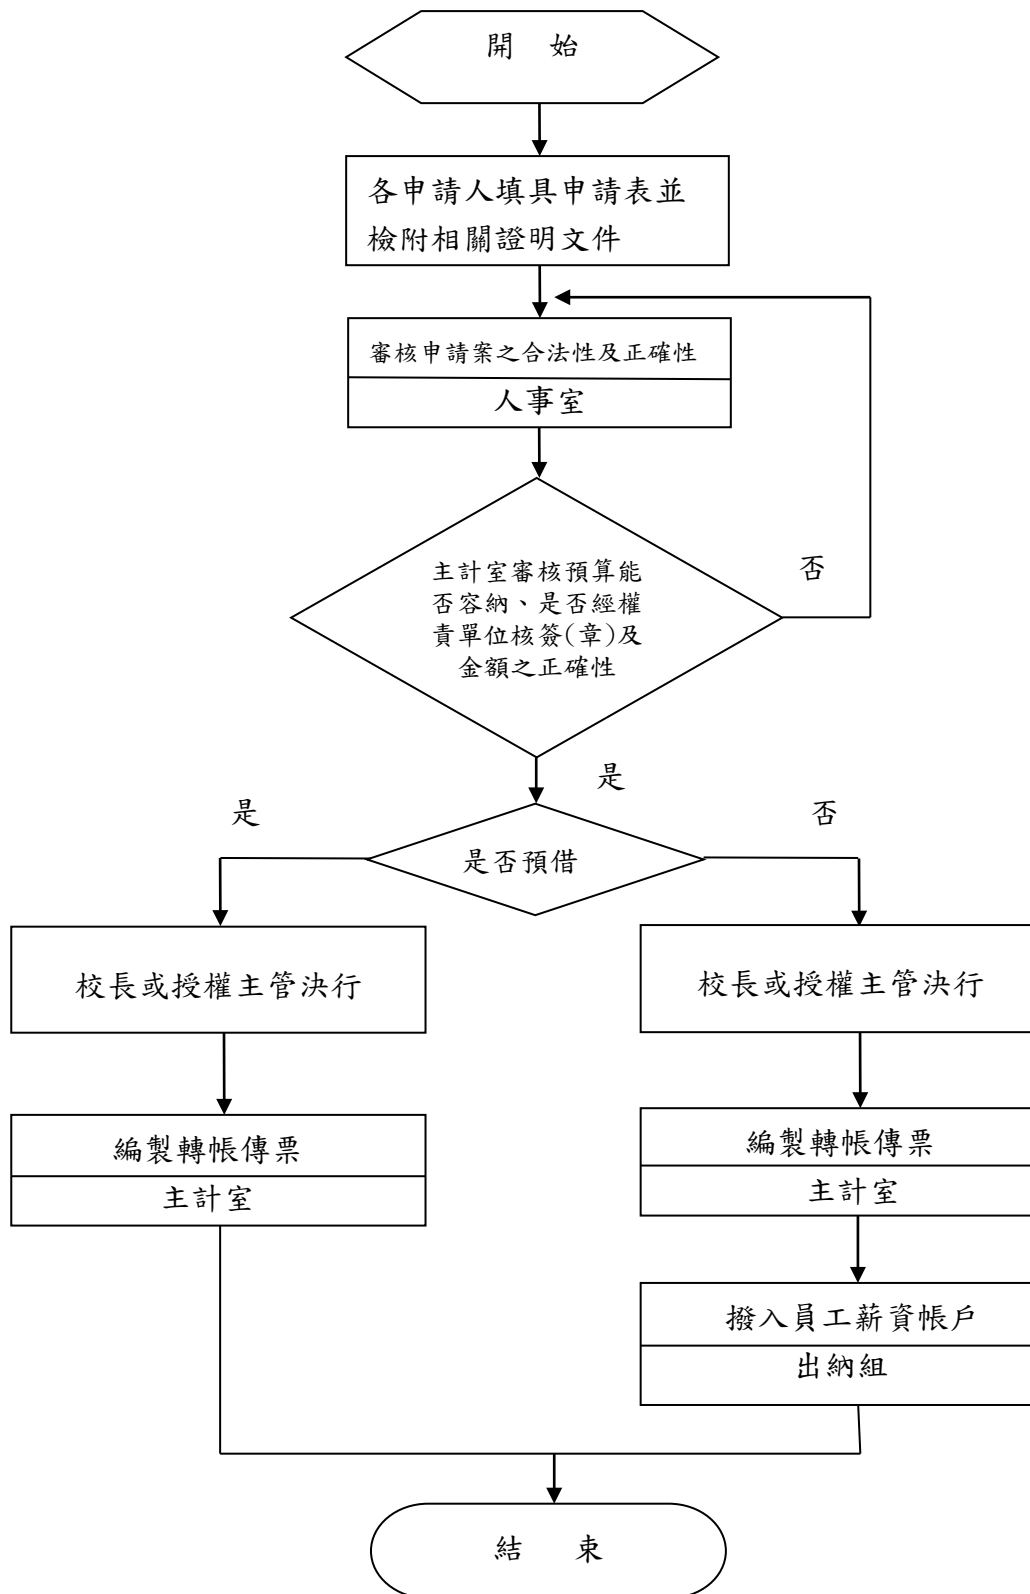 開 始
各申請人填具申請表並
檢附相關證明文件
審核申請案之合法性及正確性
人事室
主計室審核預算能
否容納、是否經權
責單位核簽(章)及
金額之正確性
否
是
是否預借
是
否
校長或授權主管決行
校長或授權主管決行
編製轉帳傳票
主計室
編製轉帳傳票
主計室
撥入員工薪資帳戶
出納組
結 束